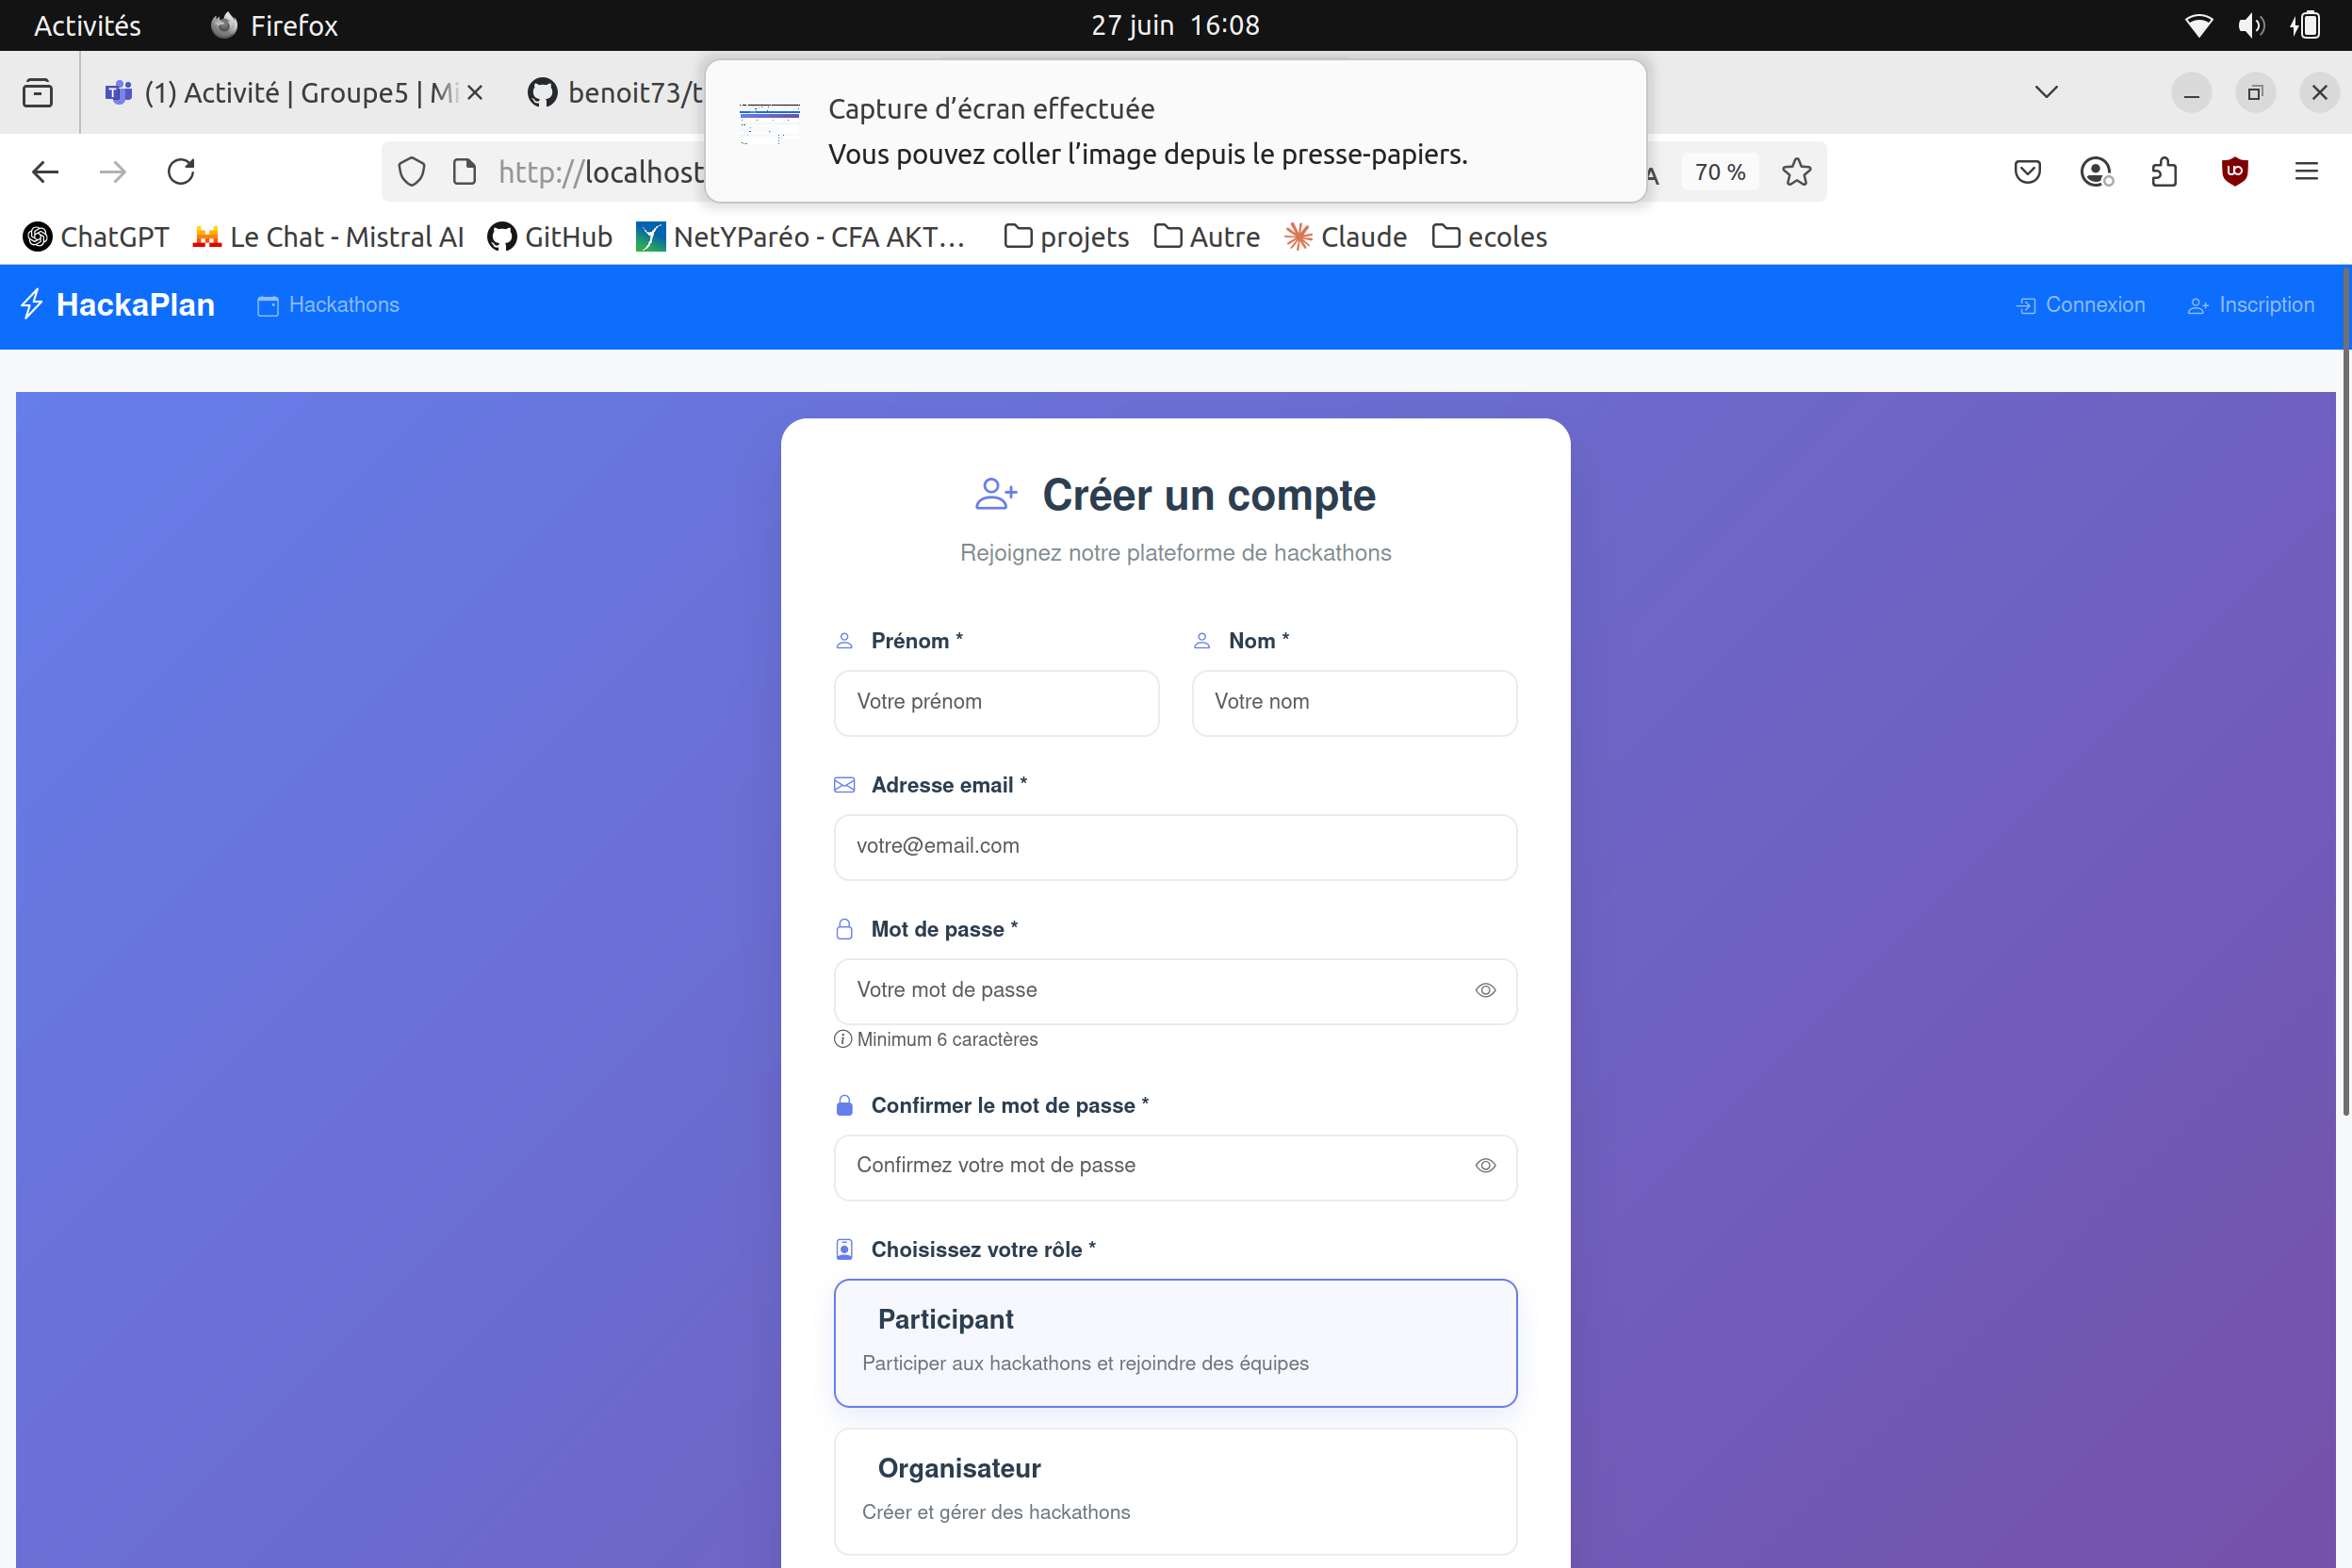 Activités Firefox 27 juin 16:08
(1) Activité | Groupe5 | Mi benoit73/t
Capture d’écran effectuée
Vous pouvez coller l’image depuis le presse-papiers.
http://localhost 70 %
ChatGPT Le Chat - Mistral AI GitHub NetYParéo - CFA AKT… projets Autre Claude ecoles
HackaPlan Hackathons Connexion Inscription
Créer un compte
Rejoignez notre plateforme de hackathons
Prénom * Nom *
Votre prénom Votre nom
Adresse email *
votre@email.com
Mot de passe *
Votre mot de passe
Minimum 6 caractères
Confirmer le mot de passe *
Confirmez votre mot de passe
Choisissez votre rôle *
Participant
Participer aux hackathons et rejoindre des équipes
Organisateur
Créer et gérer des hackathons